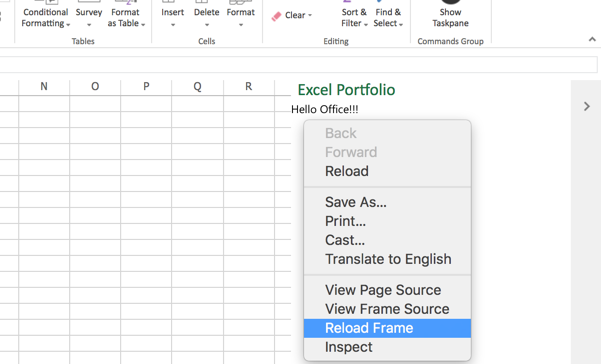 Conditional
Formatting
Survey
Format
as Table
Insert
Delete
Format
Clear
Sort &
Filter
Find &
Select
Show
Taskpane
Tables
Cells
Editing
Commands Group
N O P Q R
Excel Portfolio
Hello Office!!!
Back
Forward
Reload
Save As...
Print...
Cast...
Translate to English
View Page Source
View Frame Source
Reload Frame
Inspect